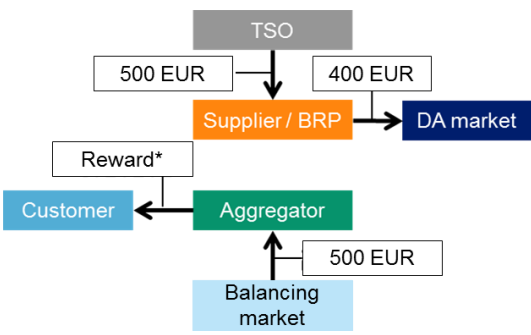 TSO
500 EUR
400 EUR
Supplier / BRP
DA market
Reward*
Customer
Aggregator
500 EUR
Balancing
market